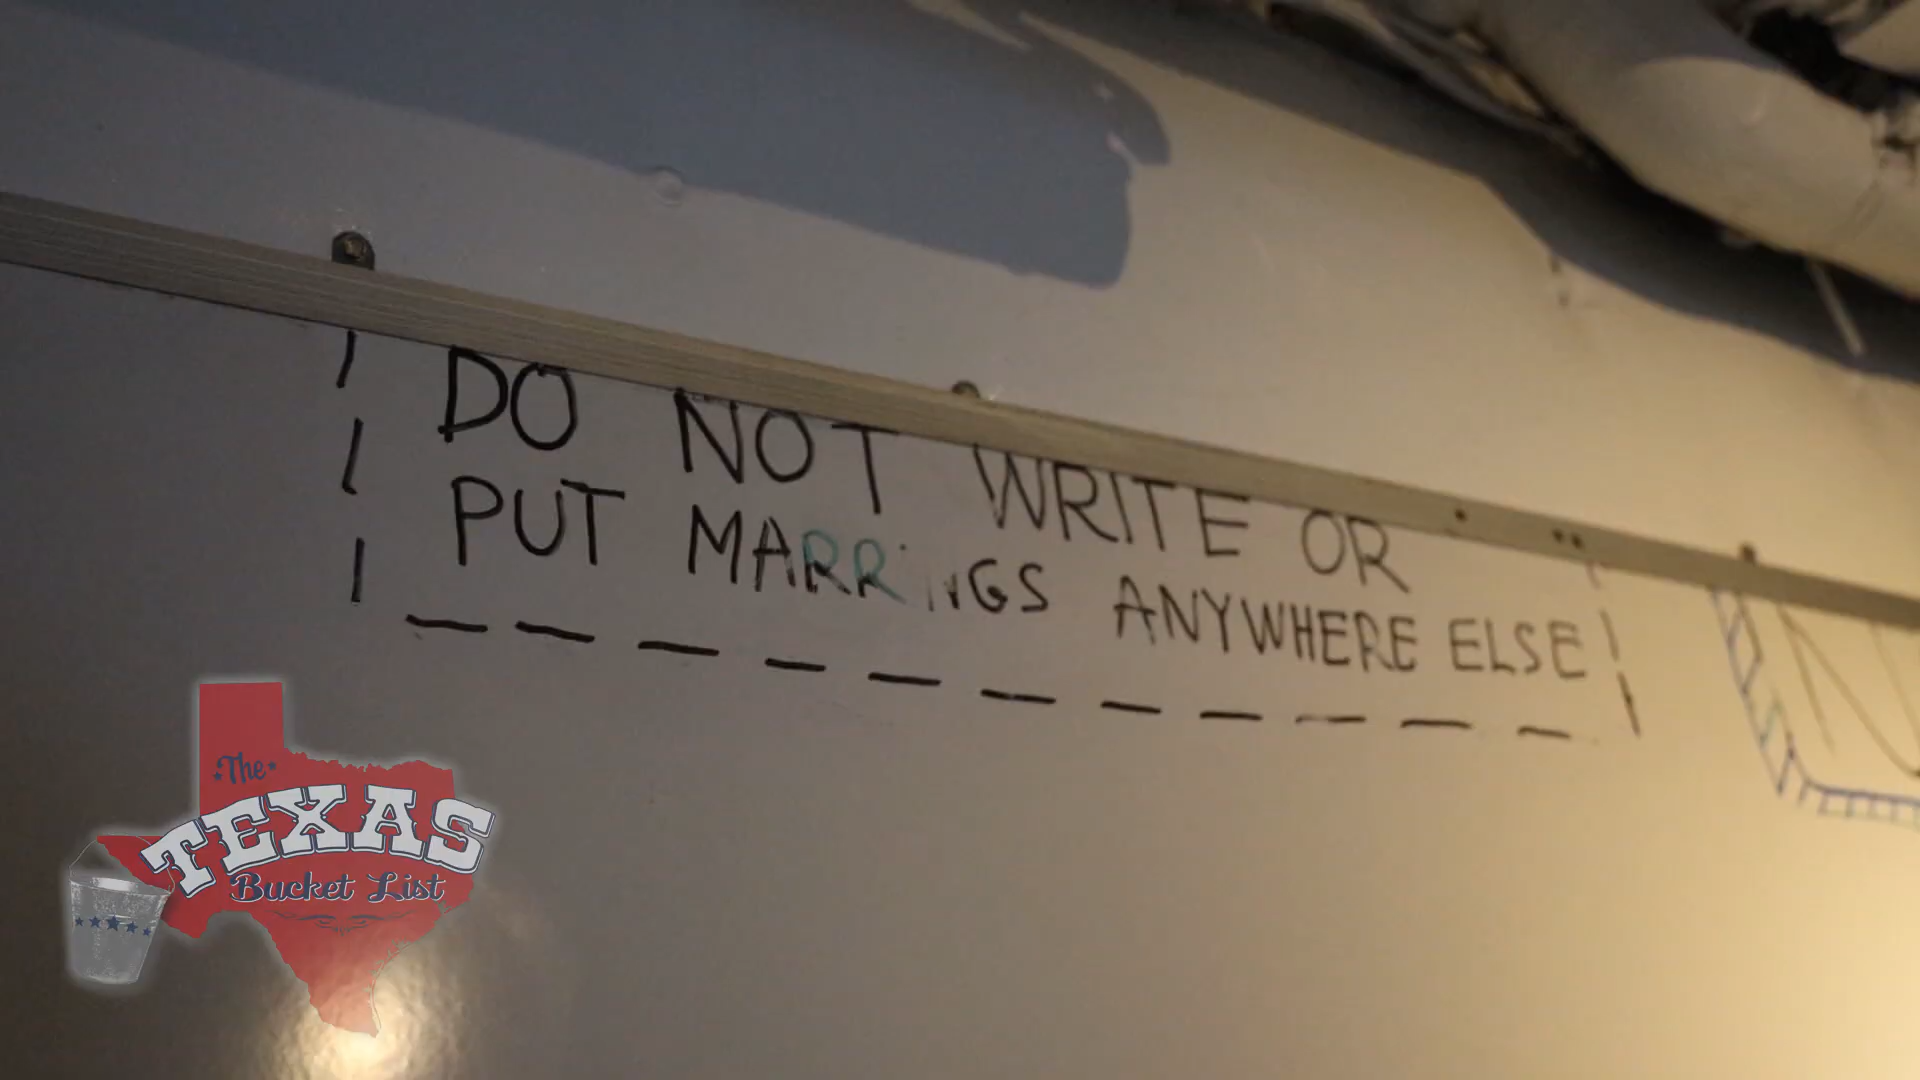 DO NOT WRITE OR
PUT MARRINGS ANYWHERE ELSE
The
TEXAS
Bucket List